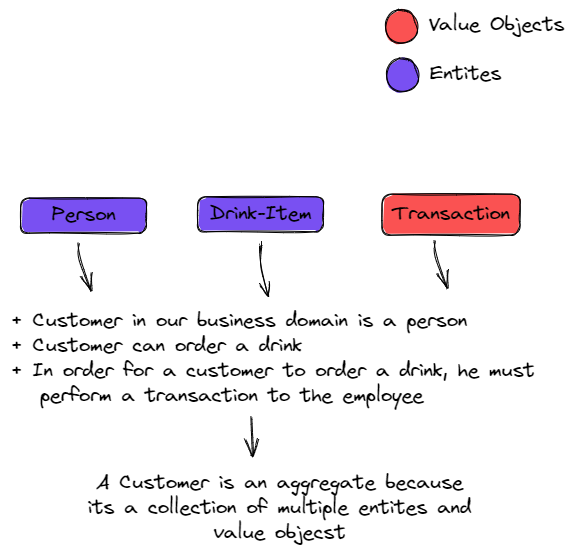 Value Objects
Entites
Person
Drink-Item
Transaction
+ Customer in our business domain is a person
+ Customer can order a drink
+ In order for a customer to order a drink, he must
perform a transaction to the employee
A Customer is an aggregate because
its a collection of multiple entites and
value objecst